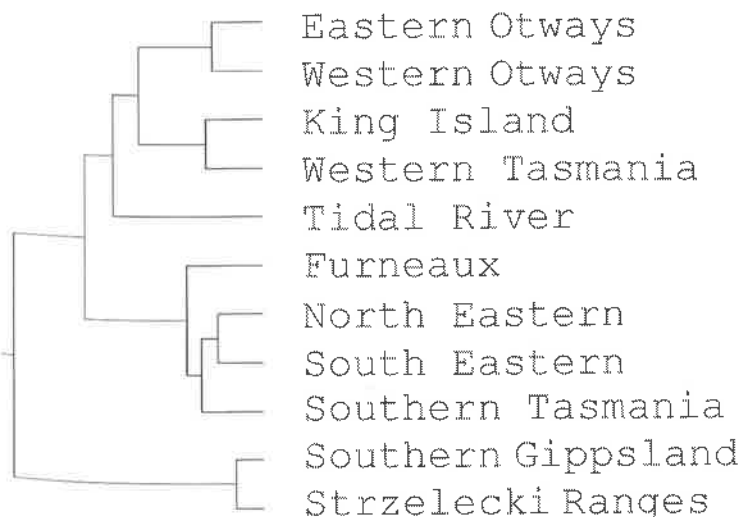 Eastern Otways
Western Otways
King Island
Western Tasmania
Tidal River
Furneaux
North Eastern
South Eastern
Southern Tasmania
Southern Gippsland
Strzelecki Ranges